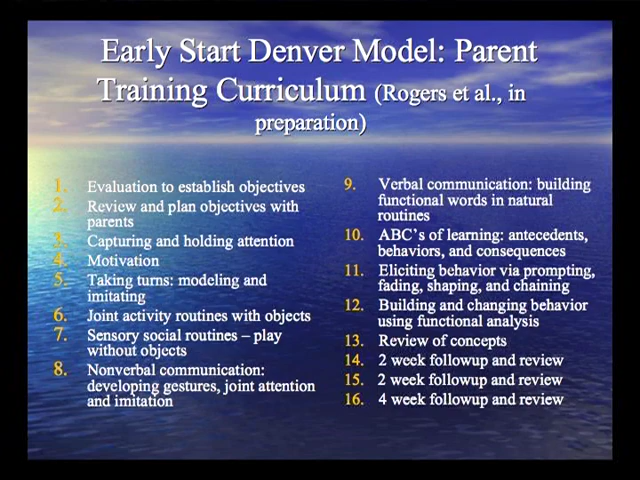 Early Start Denver Model: Parent
Training Curriculum (Rogers et al., in
preparation)
1. Evaluation to establish objectives
2. Review and plan objectives with
parents
3. Capturing and holding attention
4. Motivation
5. Taking turns: modeling and
imitating
6. Joint activity routines with objects
7. Sensory social routines – play
without objects
8. Nonverbal communication:
developing gestures, joint attention
and imitation
9. Verbal communication: building
functional words in natural
routines
10. ABC's of learning: antecedents,
behaviors, and consequences
11. Eliciting behavior via prompting,
fading, shaping, and chaining
12. Building and changing behavior
using functional analysis
13. Review of concepts
14. 2 week followup and review
15. 2 week followup and review
16. 4 week followup and review